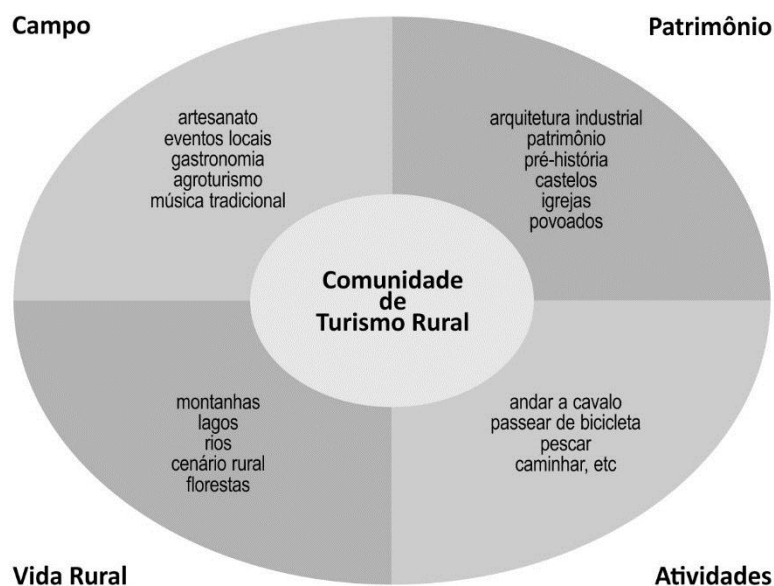 Campo
Patrimônio
artesanato
eventos locais
gastronomia
agroturismo
música tradicional
arquitetura industrial
patrimônio
pré-história
castelos
igrejas
povoados
Comunidade
de
Turismo Rural
montanhas
lagos
rios
cenário rural
florestas
andar a cavalo
passear de bicicleta
pescar
caminhar, etc
Vida Rural
Atividades